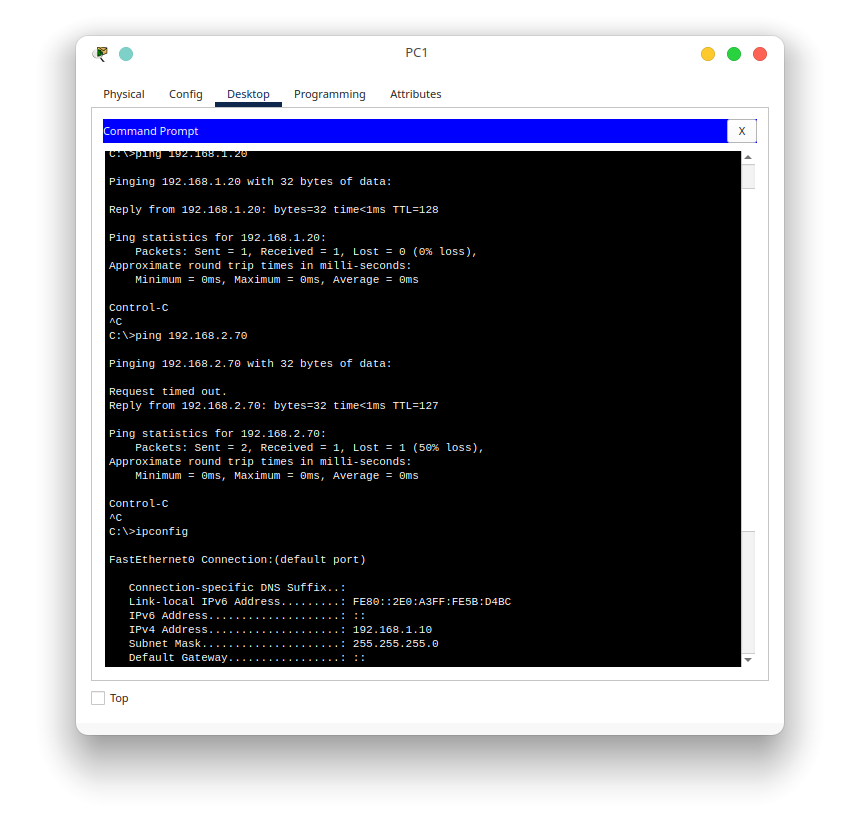 PC1
Physical Config Desktop Programming Attributes
Command Prompt X
C:\>ping 192.168.1.20
Pinging 192.168.1.20 with 32 bytes of data:
Reply from 192.168.1.20: bytes=32 time<1ms TTL=128
Ping statistics for 192.168.1.20:
Packets: Sent = 1, Received = 1, Lost = 0 (0% loss),
Approximate round trip times in milli-seconds:
Minimum = 0ms, Maximum = 0ms, Average = 0ms
Control-C
^C
C:\>ping 192.168.2.70
Pinging 192.168.2.70 with 32 bytes of data:
Request timed out.
Reply from 192.168.2.70: bytes=32 time<1ms TTL=127
Ping statistics for 192.168.2.70:
Packets: Sent = 2, Received = 1, Lost = 1 (50% loss),
Approximate round trip times in milli-seconds:
Minimum = 0ms, Maximum = 0ms, Average = 0ms
Control-C
^C
C:\>ipconfig
FastEthernet0 Connection:(default port)
Connection-specific DNS Suffix..:
Link-local IPv6 Address.........: FE80::2E0:A3FF:FE5B:D4BC
IPv6 Address....................: ::
IPv4 Address....................: 192.168.1.10
Subnet Mask.....................: 255.255.255.0
Default Gateway.................: ::
Top